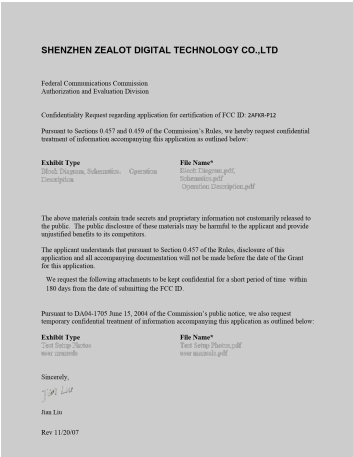 SHENZHEN ZEALOT DIGITAL TECHNOLOGY CO.,LTD
Federal Communications Commission
Authorization and Evaluation Division
Confidentiality Request regarding application for certification of FCC ID: 2AFKR-P12
Pursuant to Sections 0.457 and 0.459 of the Commission's Rules, we hereby request confidential
treatment of information accompanying this application as outlined below:
Exhibit Type File Name*
Block Diagram, Schematics, Operation Block Diagram.pdf,
Description Schematics.pdf
Operation Description.pdf
The above materials contain trade secrets and proprietary information not customarily released to
the public. The public disclosure of these materials may be harmful to the applicant and provide
unjustified benefits to its competitors.
The applicant understands that pursuant to Section 0.457 of the Rules, disclosure of this
application and all accompanying documentation will not be made before the date of the Grant
for this application.
We request the following attachments to be kept confidential for a short period of time within
180 days from the date of submitting the FCC ID.
Pursuant to DA04-1705 June 15, 2004 of the Commission's public notice, we also request
temporary confidential treatment of information accompanying this application as outlined below:
Exhibit Type File Name*
Test Setup Photos Test Setup Photos.pdf
user manuals user manuals.pdf
Sincerely,
Jian Liu
Jian Liu
Rev 11/20/07